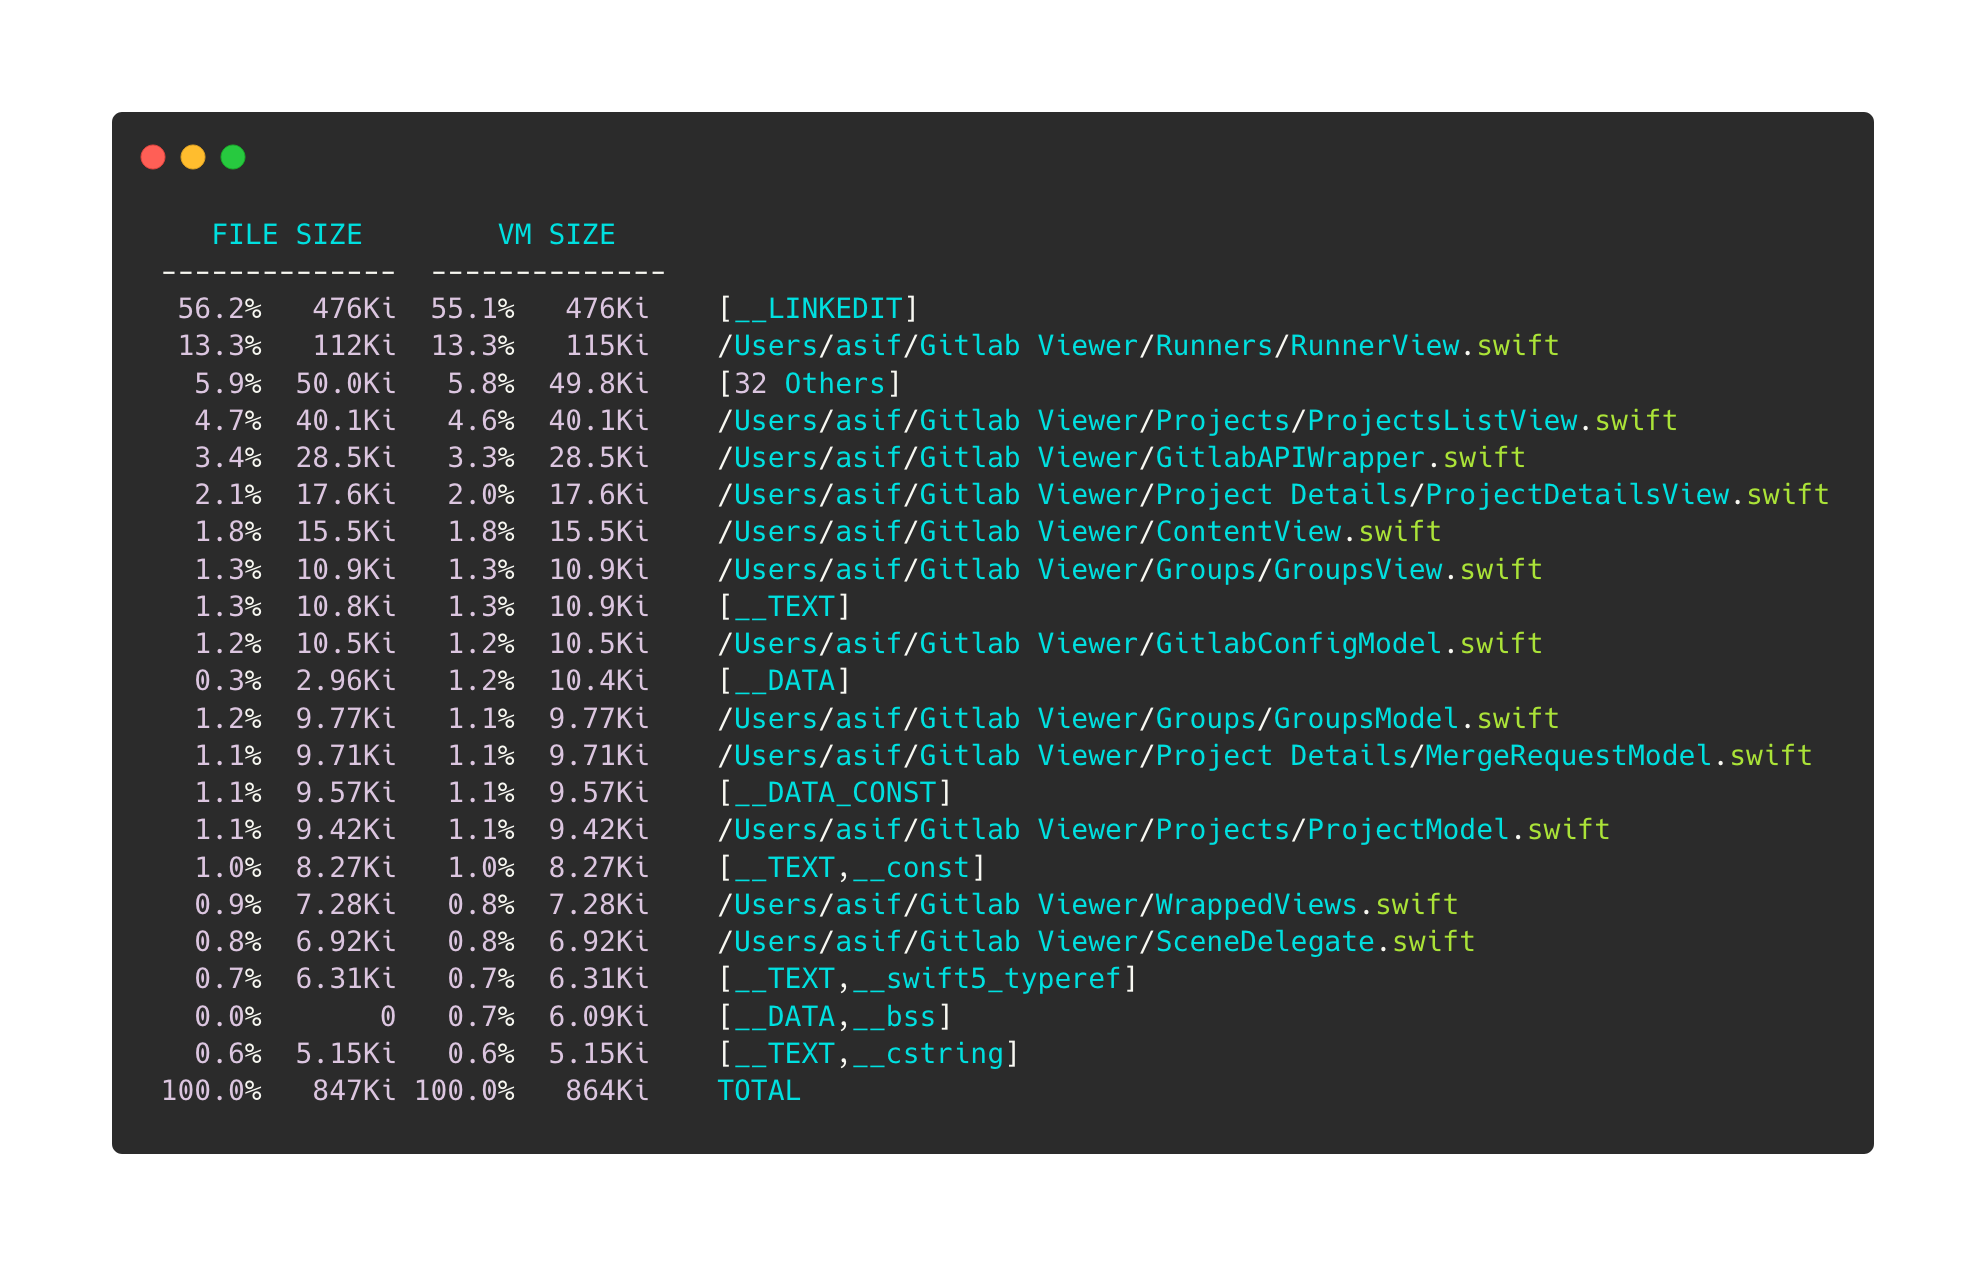 FILE SIZE        VM SIZE
--------------  --------------
56.2%   476Ki  55.1%   476Ki    [__LINKEDIT]
13.3%   112Ki  13.3%   115Ki    /Users/asif/Gitlab Viewer/Runners/RunnerView.swift
5.9%  50.0Ki   5.8%  49.8Ki    [32 Others]
4.7%  40.1Ki   4.6%  40.1Ki    /Users/asif/Gitlab Viewer/Projects/ProjectsListView.swift
3.4%  28.5Ki   3.3%  28.5Ki    /Users/asif/Gitlab Viewer/GitlabAPIWrapper.swift
2.1%  17.6Ki   2.0%  17.6Ki    /Users/asif/Gitlab Viewer/Project Details/ProjectDetailsView.swift
1.8%  15.5Ki   1.8%  15.5Ki    /Users/asif/Gitlab Viewer/ContentView.swift
1.3%  10.9Ki   1.3%  10.9Ki    /Users/asif/Gitlab Viewer/Groups/GroupsView.swift
1.3%  10.8Ki   1.3%  10.9Ki    [__TEXT]
1.2%  10.5Ki   1.2%  10.5Ki    /Users/asif/Gitlab Viewer/GitlabConfigModel.swift
0.3%  2.96Ki   1.2%  10.4Ki    [__DATA]
1.2%  9.77Ki   1.1%  9.77Ki    /Users/asif/Gitlab Viewer/Groups/GroupsModel.swift
1.1%  9.71Ki   1.1%  9.71Ki    /Users/asif/Gitlab Viewer/Project Details/MergeRequestModel.swift
1.1%  9.57Ki   1.1%  9.57Ki    [__DATA_CONST]
1.1%  9.42Ki   1.1%  9.42Ki    /Users/asif/Gitlab Viewer/Projects/ProjectModel.swift
1.0%  8.27Ki   1.0%  8.27Ki    [__TEXT,__const]
0.9%  7.28Ki   0.8%  7.28Ki    /Users/asif/Gitlab Viewer/WrappedViews.swift
0.8%  6.92Ki   0.8%  6.92Ki    /Users/asif/Gitlab Viewer/SceneDelegate.swift
0.7%  6.31Ki   0.7%  6.31Ki    [__TEXT,__swift5_typeref]
0.0%       0   0.7%  6.09Ki    [__DATA,__bss]
0.6%  5.15Ki   0.6%  5.15Ki    [__TEXT,__cstring]
100.0%   847Ki 100.0%   864Ki    TOTAL